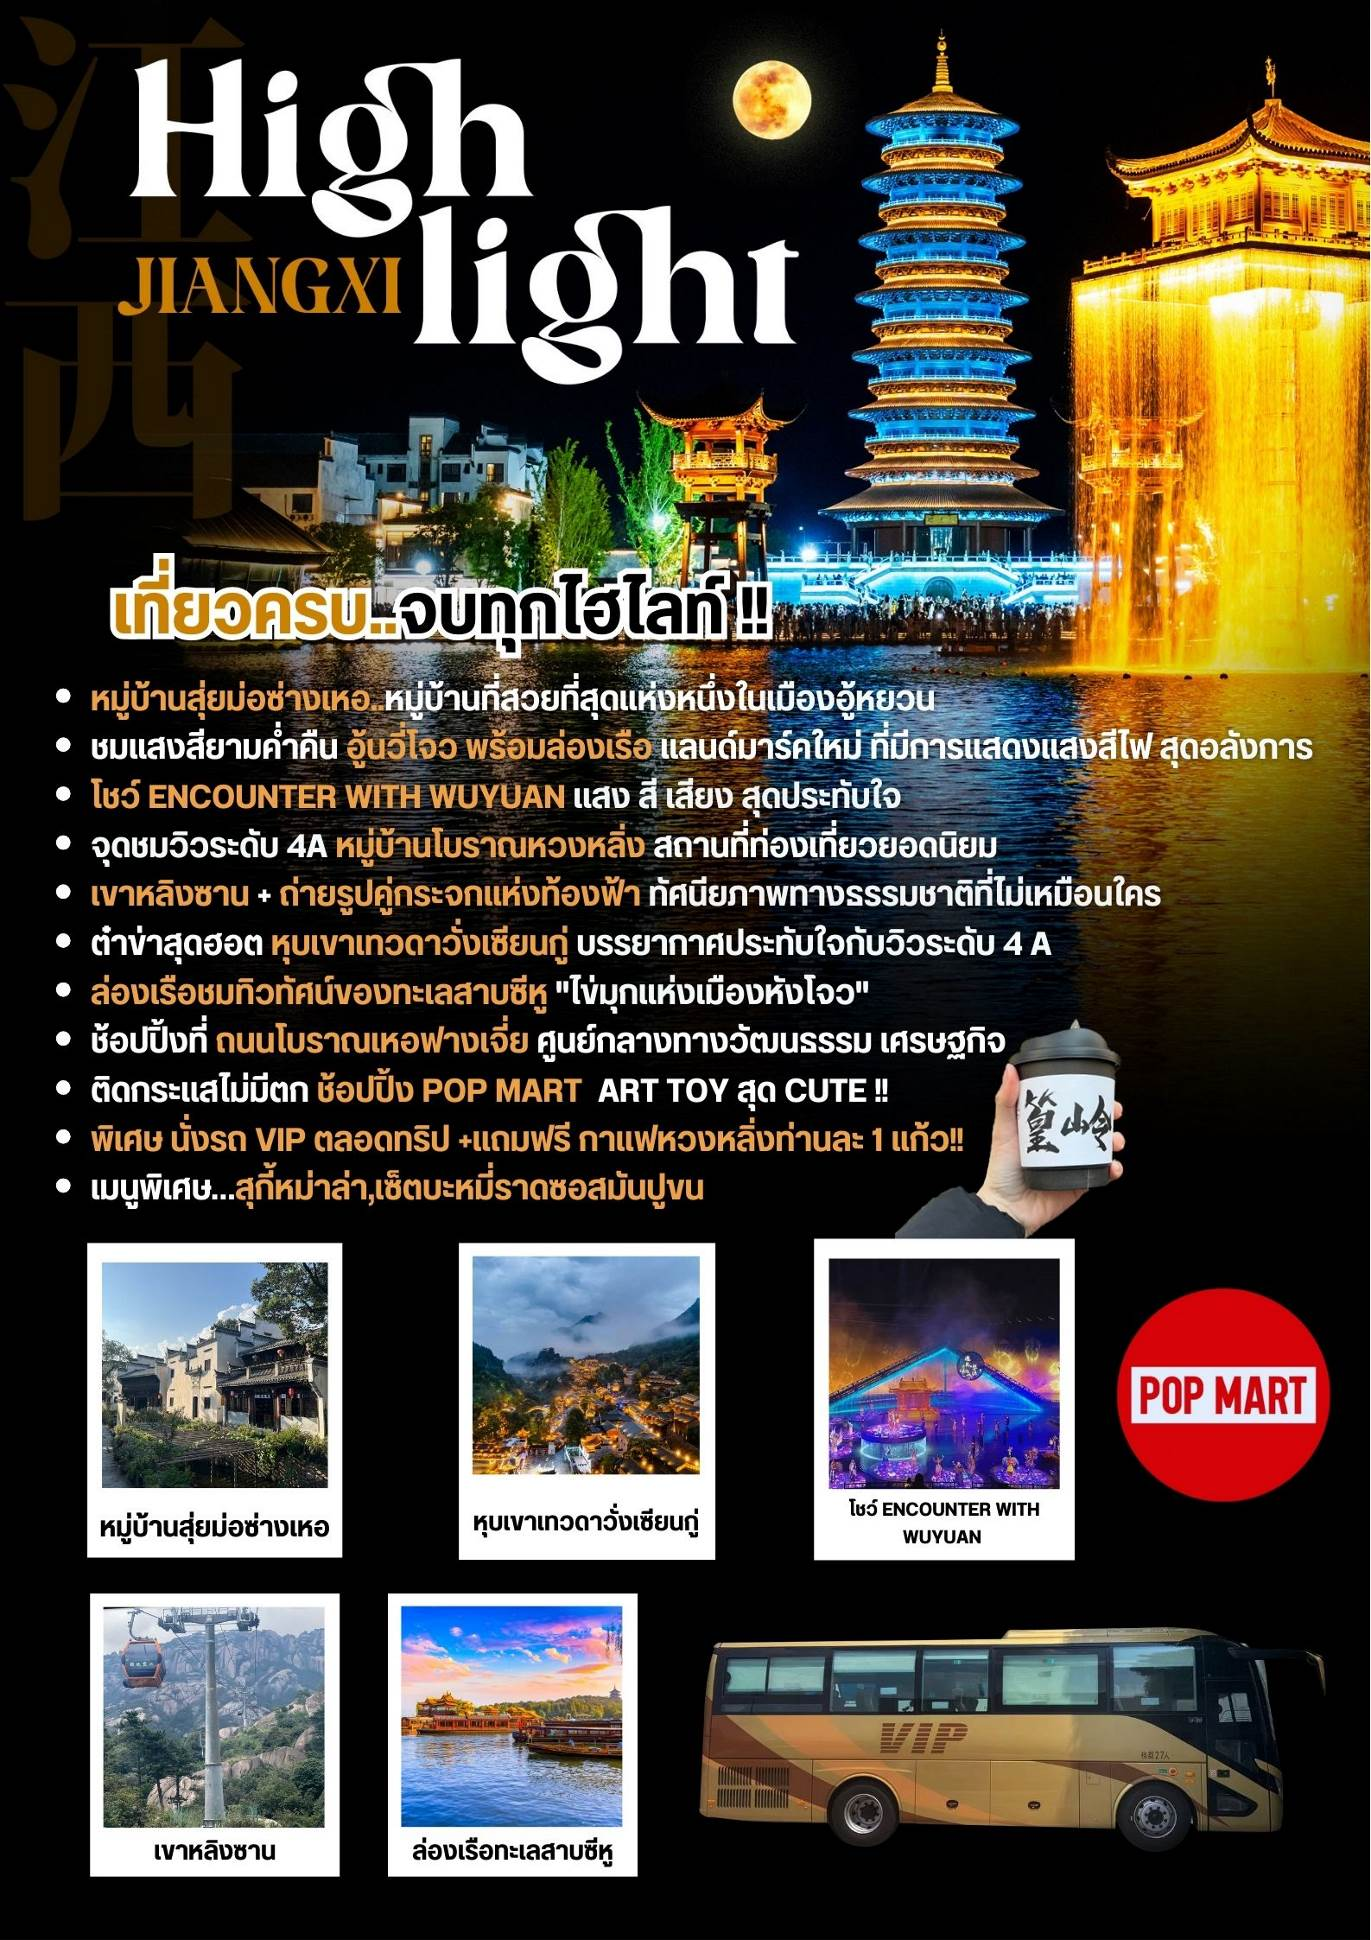 江西
High
light
JIANGXI
เที่ยวครบ..จบทุกไฮไลท์ !!
• หมู่บ้านสุ่ยม่อซ่างเหอ..หมู่บ้านที่สวยที่สุดแห่งหนึ่งในเมืองอู้หยวน
• ชมแสงสียามค่ำคืน อู้นวี่โจว พร้อมล่องเรือ แลนด์มาร์คใหม่ ที่มีการแสดงแสงสีไฟ สุดอลังการ
• โชว์ ENCOUNTER WITH WUYUAN แสง สี เสียง สุดประทับใจ
• จุดชมวิวระดับ 4A หมู่บ้านโบราณหวงหลิ่ง สถานที่ท่องเที่ยวยอดนิยม
• เขาหลิงซาน + ถ่ายรูปคู่กระจกแห่งท้องฟ้า ทัศนียภาพทางธรรมชาติที่ไม่เหมือนใคร
• ตำข่าสุดฮอต หุบเขาเทวดาวั่งเซียนกู่ บรรยากาศประทับใจกับวิวระดับ 4 A
• ล่องเรือชมทิวทัศน์ของทะเลสาบซีหู "ไข่มุกแห่งเมืองหังโจว"
• ช้อปปิ้งที่ ถนนโบราณเหอฟางเจี่ย ศูนย์กลางทางวัฒนธรรม เศรษฐกิจ
• ติดกระแสไม่มีตก ช้อปปิ้ง POP MART ART TOY สุด CUTE !!
• พิเศษ นั่งรถ VIP ตลอดทริป +แถมฟรี กาแฟหวงหลิ่งท่านละ 1 แก้ว!!
• เมนูพิเศษ...สุกี้หม่าล่า,เซ็ตบะหมี่ราดซอสมันปูขน
篁岭
หมู่บ้านสุ่ยม่อซ่างเหอ
หุบเขาเทวดาวั่งเซียนกู่
โชว์ ENCOUNTER WITH
WUYUAN
POP MART
เขาหลิงซาน
ล่องเรือทะเลสาบซีหู
VIP
核载27人